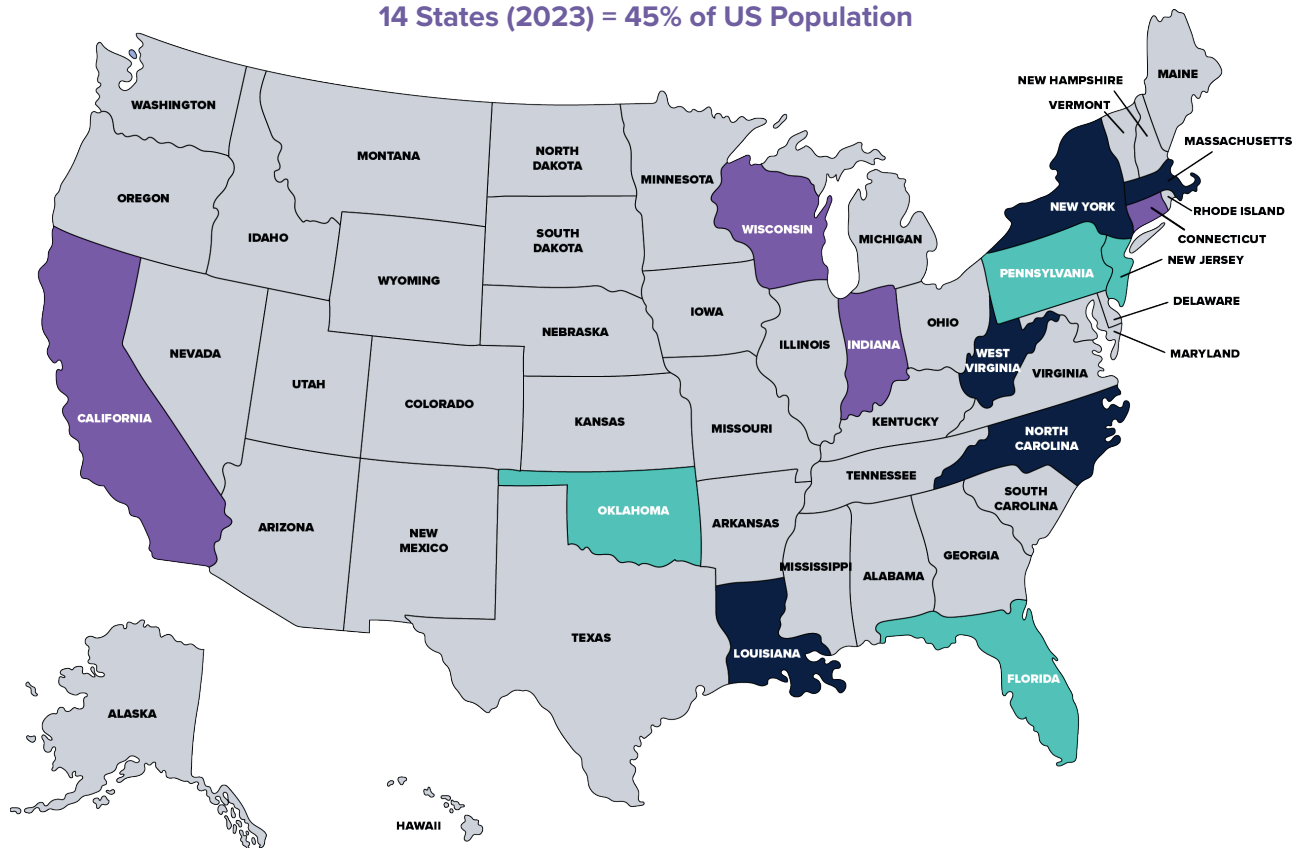 14 States (2023) = 45% of US Population
WASHINGTON
OREGON
CALIFORNIA
NEVADA
IDAHO
MONTANA
WYOMING
UTAH
COLORADO
ARIZONA
NEW
MEXICO
NORTH
DAKOTA
SOUTH
DAKOTA
NEBRASKA
KANSAS
OKLAHOMA
TEXAS
MINNESOTA
IOWA
MISSOURI
ARKANSAS
LOUISIANA
WISCONSIN
ILLINOIS
MICHIGAN
INDIANA
OHIO
KENTUCKY
TENNESSEE
MISSISSIPPI
ALABAMA
GEORGIA
FLORIDA
SOUTH
CAROLINA
NORTH
CAROLINA
VIRGINIA
WEST
VIRGINIA
PENNSYLVANIA
NEW YORK
NEW HAMPSHIRE
VERMONT
MAINE
MASSACHUSETTS
RHODE ISLAND
CONNECTICUT
NEW JERSEY
DELAWARE
MARYLAND
ALASKA
HAWAII